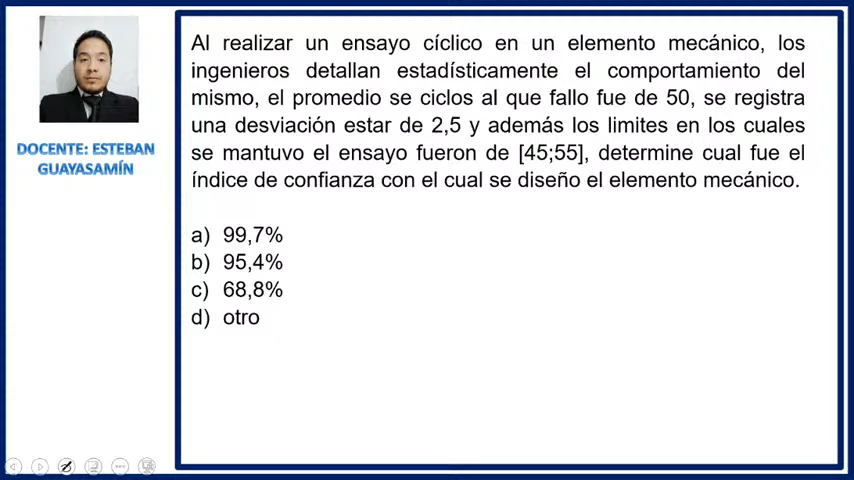 DOCENTE: ESTEBAN
GUAYASAMÍN
Al realizar un ensayo cíclico en un elemento mecánico, los
ingenieros detallan estadísticamente el comportamiento del
mismo, el promedio se ciclos al que fallo fue de 50, se registra
una desviación estar de 2,5 y además los limites en los cuales
se mantuvo el ensayo fueron de [45;55], determine cual fue el
índice de confianza con el cual se diseño el elemento mecánico.
a) 99,7%
b) 95,4%
c) 68,8%
d) otro